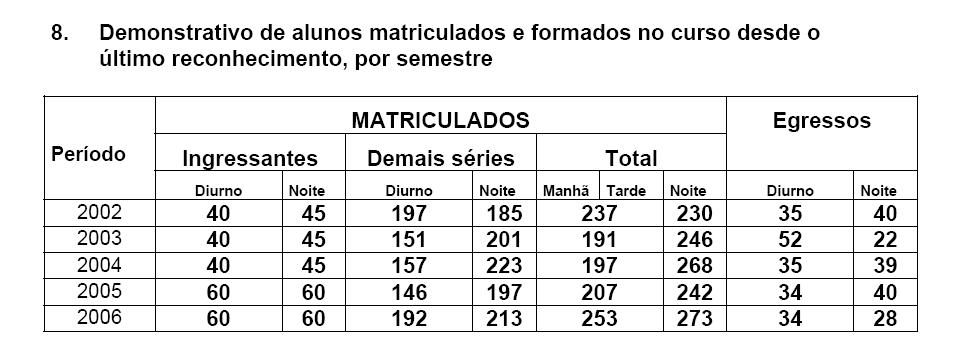 8. Demonstrativo de alunos matriculados e formados no curso desde o
último reconhecimento, por semestre
MATRICULADOS Egressos
Período
Ingressantes Demais séries Total
Diurno Noite Diurno Noite Manhã Tarde Noite Diurno Noite
2002 40 45 197 185 237 230 35 40
2003 40 45 151 201 191 246 52 22
2004 40 45 157 223 197 268 35 39
2005 60 60 146 197 207 242 34 40
2006 60 60 192 213 253 273 34 28